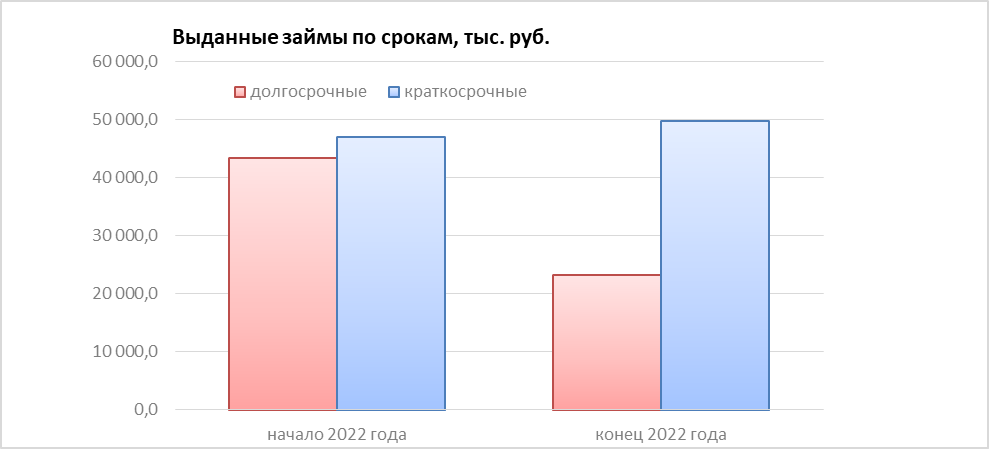 Выданные займы по срокам, тыс. руб.
60 000,0
долгосрочные краткосрочные
50 000,0
40 000,0
30 000,0
20 000,0
10 000,0
0,0
начало 2022 года конец 2022 года